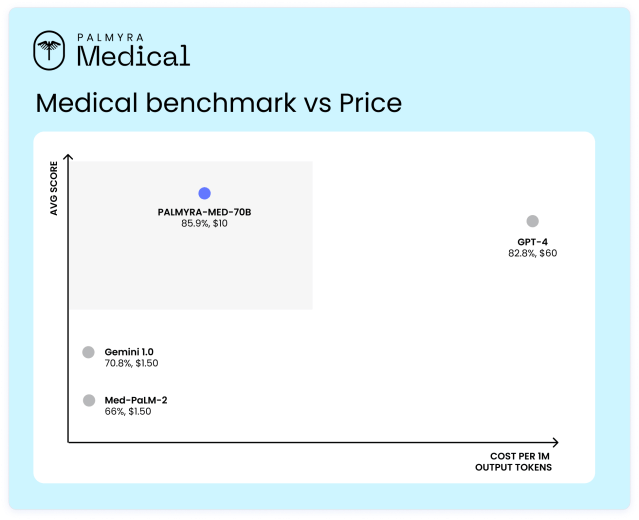 PALMYRA
Medical
Medical benchmark vs Price
AVG SCORE
PALMYRA-MED-70B
85.9%, $10
GPT-4
82.8%, $60
Gemini 1.0
70.8%, $1.50
Med-PaLM-2
66%, $1.50
COST PER 1M
OUTPUT TOKENS